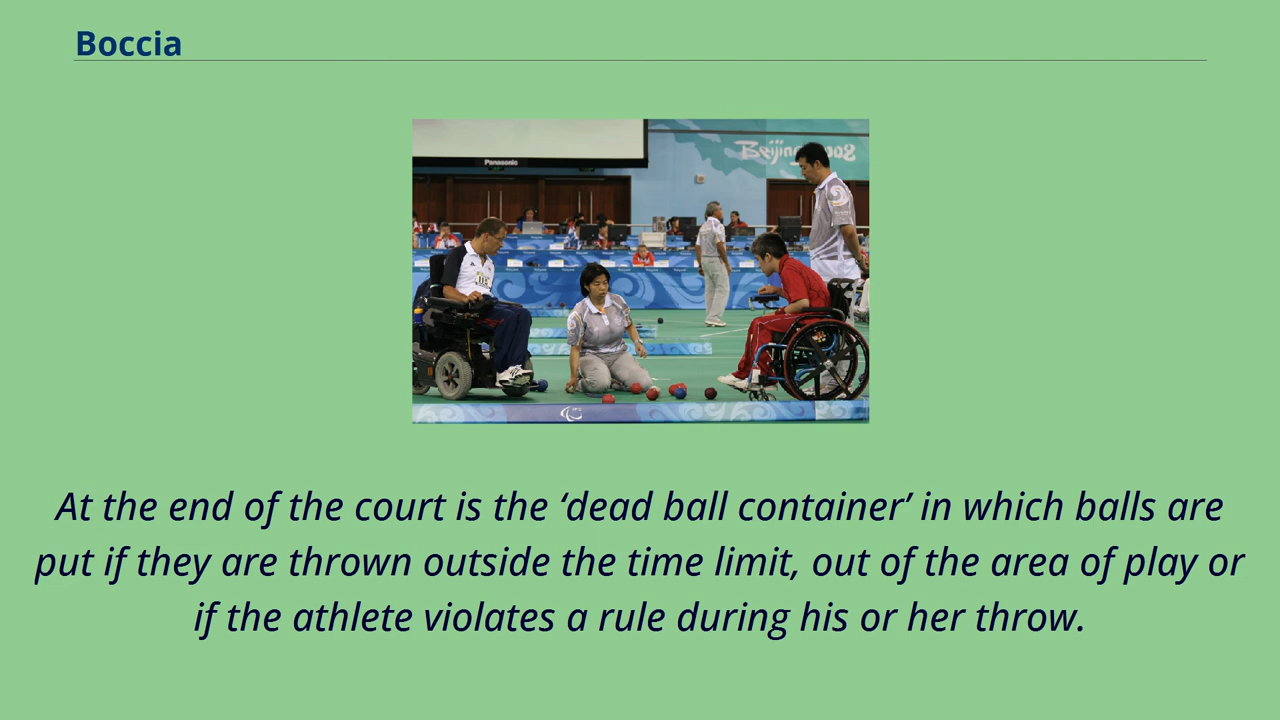 Boccia
Panasonic
Beijing 2008
At the end of the court is the ‘dead ball container’ in which balls are
put if they are thrown outside the time limit, out of the area of play or
if the athlete violates a rule during his or her throw.